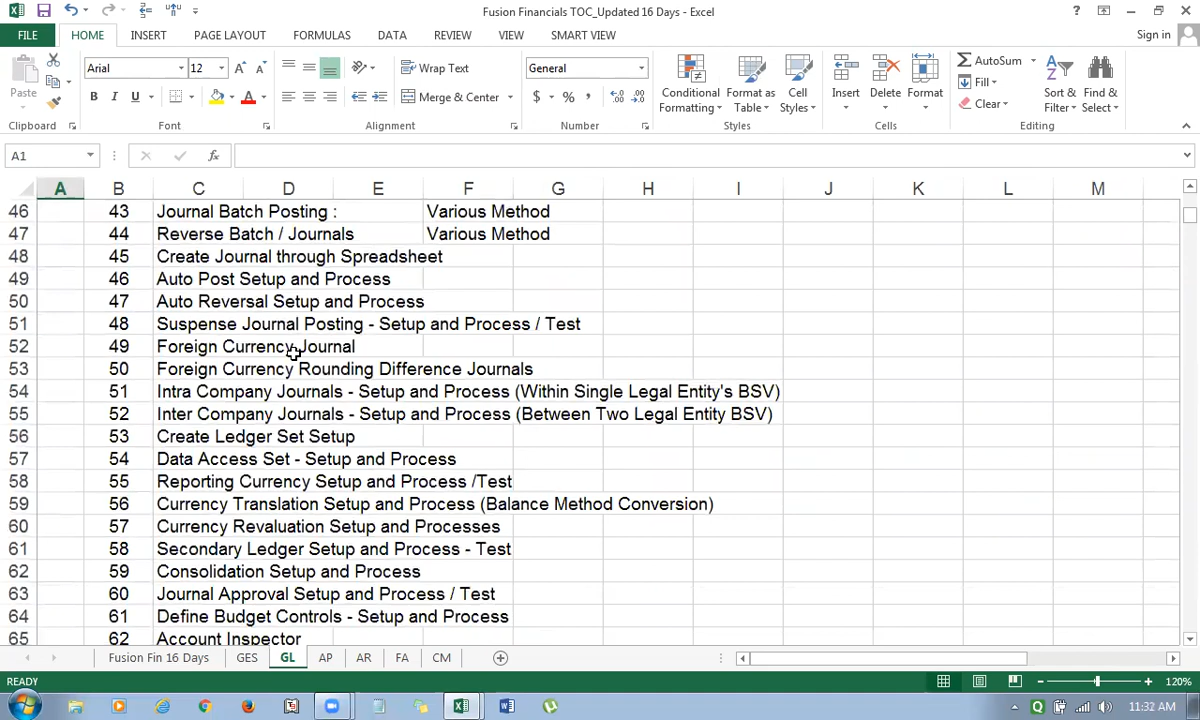 Fusion Financials TOC_Updated 16 Days - Excel
?
FILE HOME INSERT PAGE LAYOUT FORMULAS DATA REVIEW VIEW SMART VIEW Sign in
Arial 12 A A Wrap Text General AutoSum
Paste Conditional Formatting Format as Table Cell Styles Insert Delete Format Fill Sort & Filter Find & Select
B I U A Merge & Center $ % , Clear
Clipboard Font Alignment Number Styles Cells Editing
A1 fx
A B C D E F G H I J K L M
46 43 Journal Batch Posting : Various Method
47 44 Reverse Batch / Journals Various Method
48 45 Create Journal through Spreadsheet
49 46 Auto Post Setup and Process
50 47 Auto Reversal Setup and Process
51 48 Suspense Journal Posting - Setup and Process / Test
52 49 Foreign Currency Journal
53 50 Foreign Currency Rounding Difference Journals
54 51 Intra Company Journals - Setup and Process (Within Single Legal Entity's BSV)
55 52 Inter Company Journals - Setup and Process (Between Two Legal Entity BSV)
56 53 Create Ledger Set Setup
57 54 Data Access Set - Setup and Process
58 55 Reporting Currency Setup and Process /Test
59 56 Currency Translation Setup and Process (Balance Method Conversion)
60 57 Currency Revaluation Setup and Processes
61 58 Secondary Ledger Setup and Process - Test
62 59 Consolidation Setup and Process
63 60 Journal Approval Setup and Process / Test
64 61 Define Budget Controls - Setup and Process
65 62 Account Inspector
Fusion Fin 16 Days GES GL AP AR FA CM
READY 120%
11:32 AM